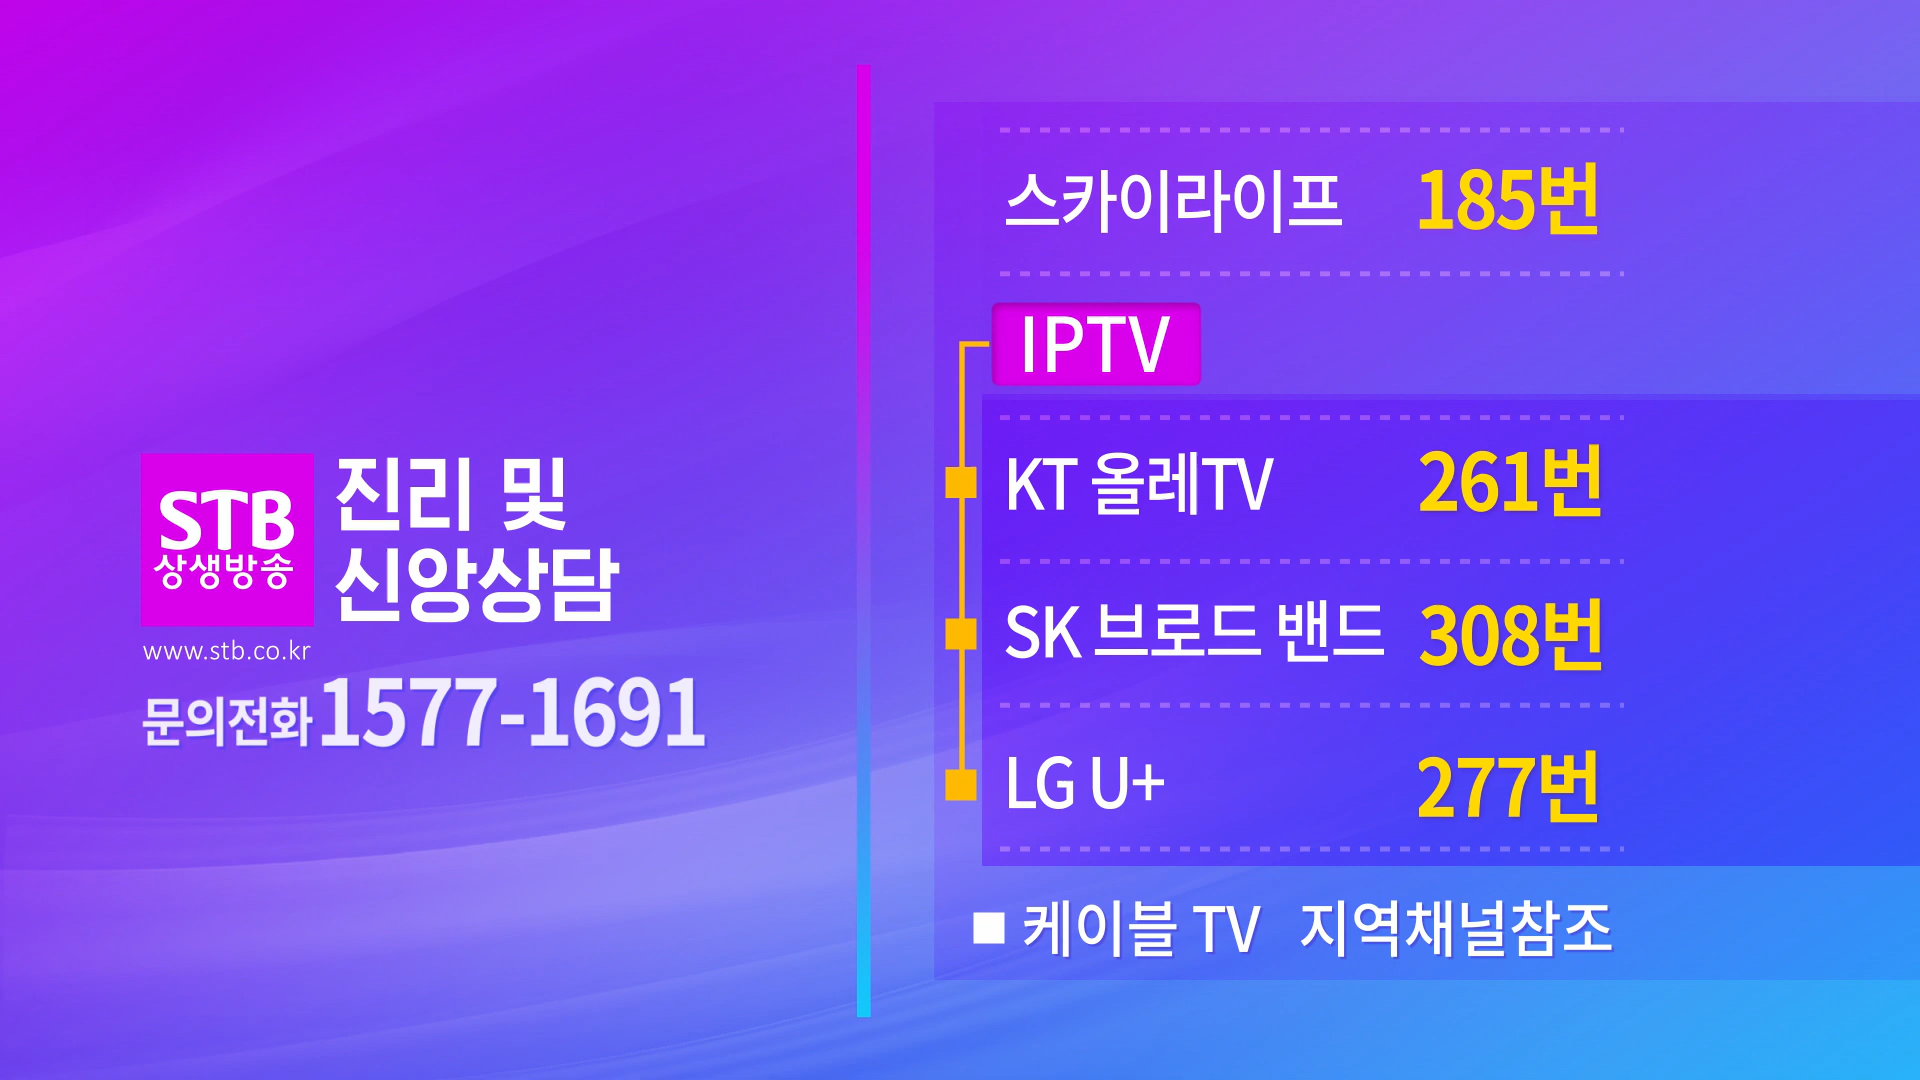 STB
상생방송
진리 및
신앙상담
www.stb.co.kr
문의전화 1577-1691
스카이라이프 185번
IPTV
KT 올레TV 261번
SK 브로드 밴드 308번
LG U+ 277번
케이블 TV 지역채널참조